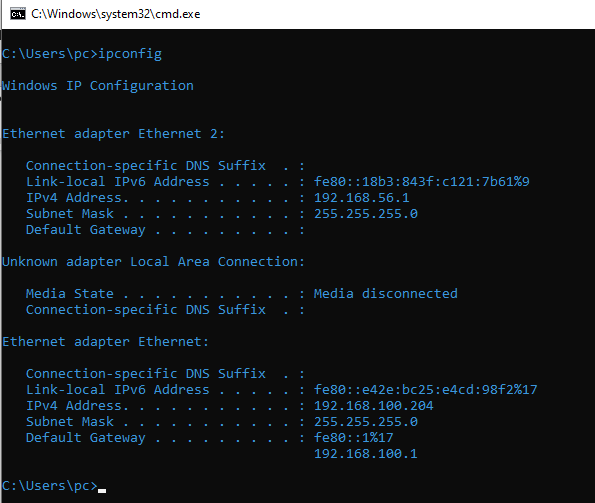 C:\Windows\system32\cmd.exe
C:\Users\pc>ipconfig
Windows IP Configuration
Ethernet adapter Ethernet 2:
Connection-specific DNS Suffix  . :
Link-local IPv6 Address . . . . . : fe80::18b3:843f:c121:7b61%9
IPv4 Address. . . . . . . . . . . : 192.168.56.1
Subnet Mask . . . . . . . . . . . : 255.255.255.0
Default Gateway . . . . . . . . . :
Unknown adapter Local Area Connection:
Media State . . . . . . . . . . . : Media disconnected
Connection-specific DNS Suffix  . :
Ethernet adapter Ethernet:
Connection-specific DNS Suffix  . :
Link-local IPv6 Address . . . . . : fe80::e42e:bc25:e4cd:98f2%17
IPv4 Address. . . . . . . . . . . : 192.168.100.204
Subnet Mask . . . . . . . . . . . : 255.255.255.0
Default Gateway . . . . . . . . . : fe80::1%17
192.168.100.1
C:\Users\pc>